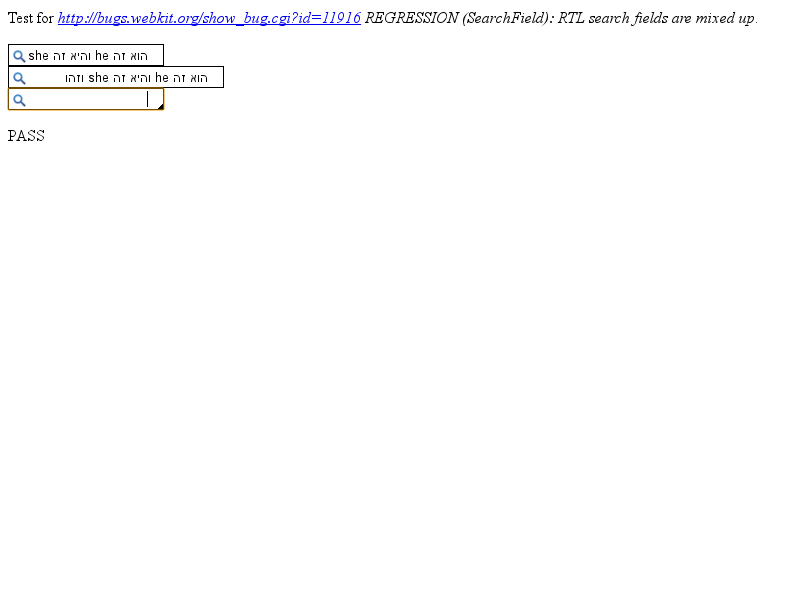 Test for http://bugs.webkit.org/show_bug.cgi?id=11916 REGRESSION (SearchField): RTL search fields are mixed up.
הוא זה he והיא זה she
הוא זה he והיא זה she וזהו
PASS